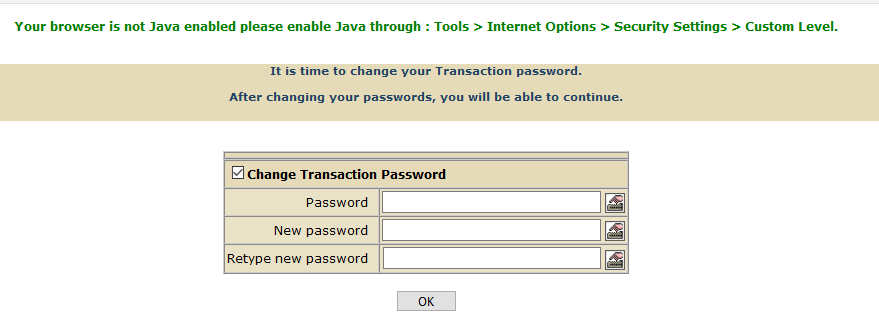 Your browser is not Java enabled please enable Java through : Tools > Internet Options > Security Settings > Custom Level.
It is time to change your Transaction password.
After changing your passwords, you will be able to continue.
Change Transaction Password
Password
New password
Retype new password
OK